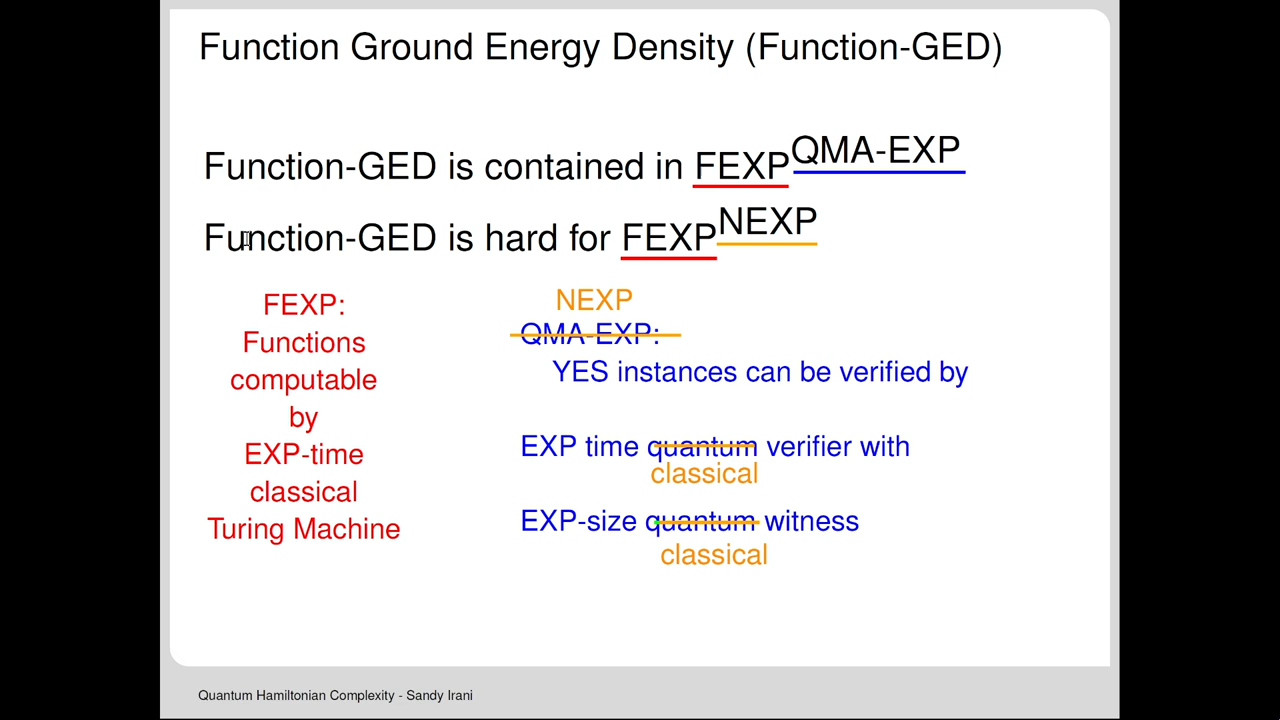 Function Ground Energy Density (Function-GED)
Function-GED is contained in FEXP^QMA-EXP
Function-GED is hard for FEXP^NEXP
FEXP:
Functions
computable
by
EXP-time
classical
Turing Machine
NEXP
QMA-EXP:
YES instances can be verified by
EXP time quantum verifier with
classical
EXP-size quantum witness
classical
Quantum Hamiltonian Complexity - Sandy Irani